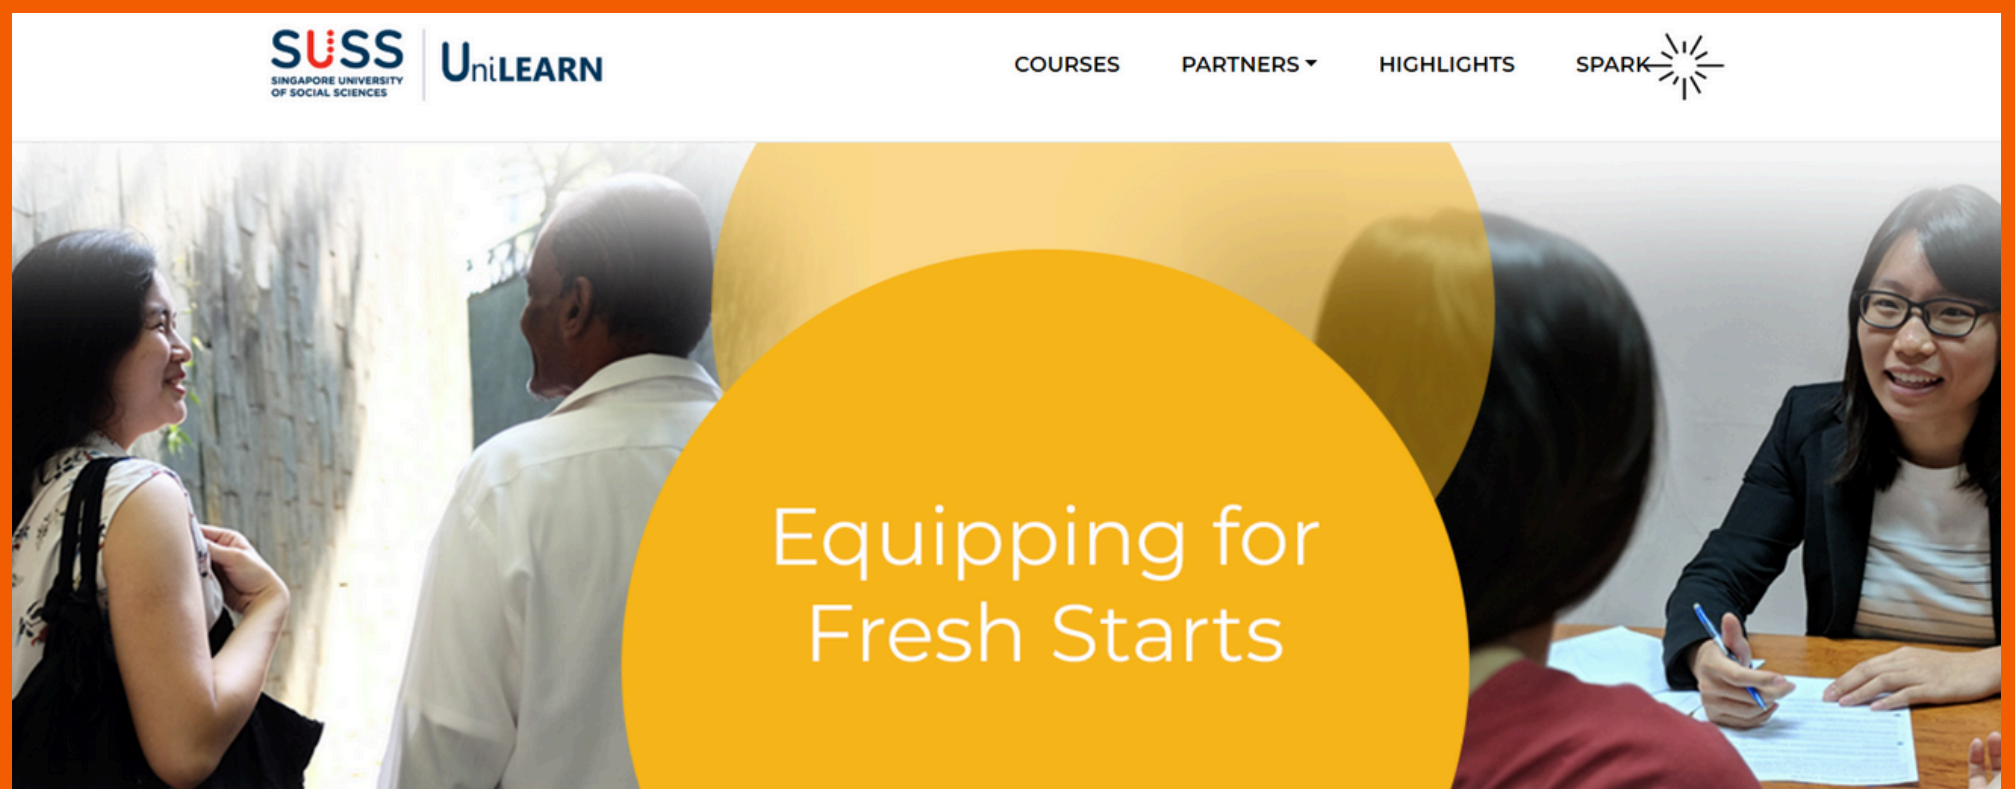 SUSS
SINGAPORE UNIVERSITY
OF SOCIAL SCIENCES
UniLEARN
COURSES
PARTNERS
HIGHLIGHTS
SPARK
Equipping for
Fresh Starts